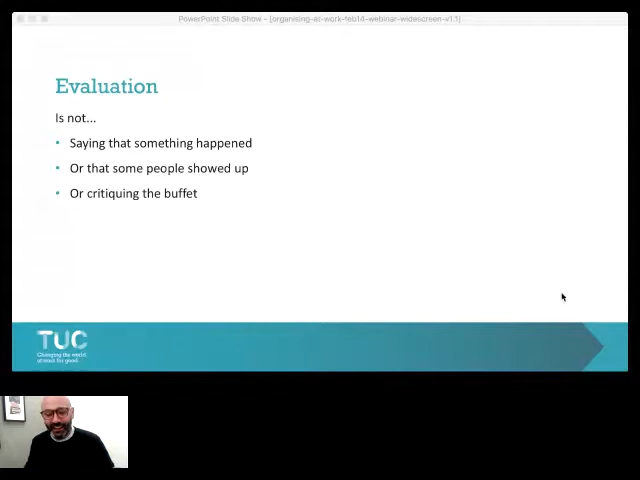 PowerPoint Slide Show - [organising-at-work-feb14-webinar-widescreen-v1.1]
Evaluation
Is not...
• Saying that something happened
• Or that some people showed up
• Or critiquing the buffet
TUC
Changing the world
of work for good